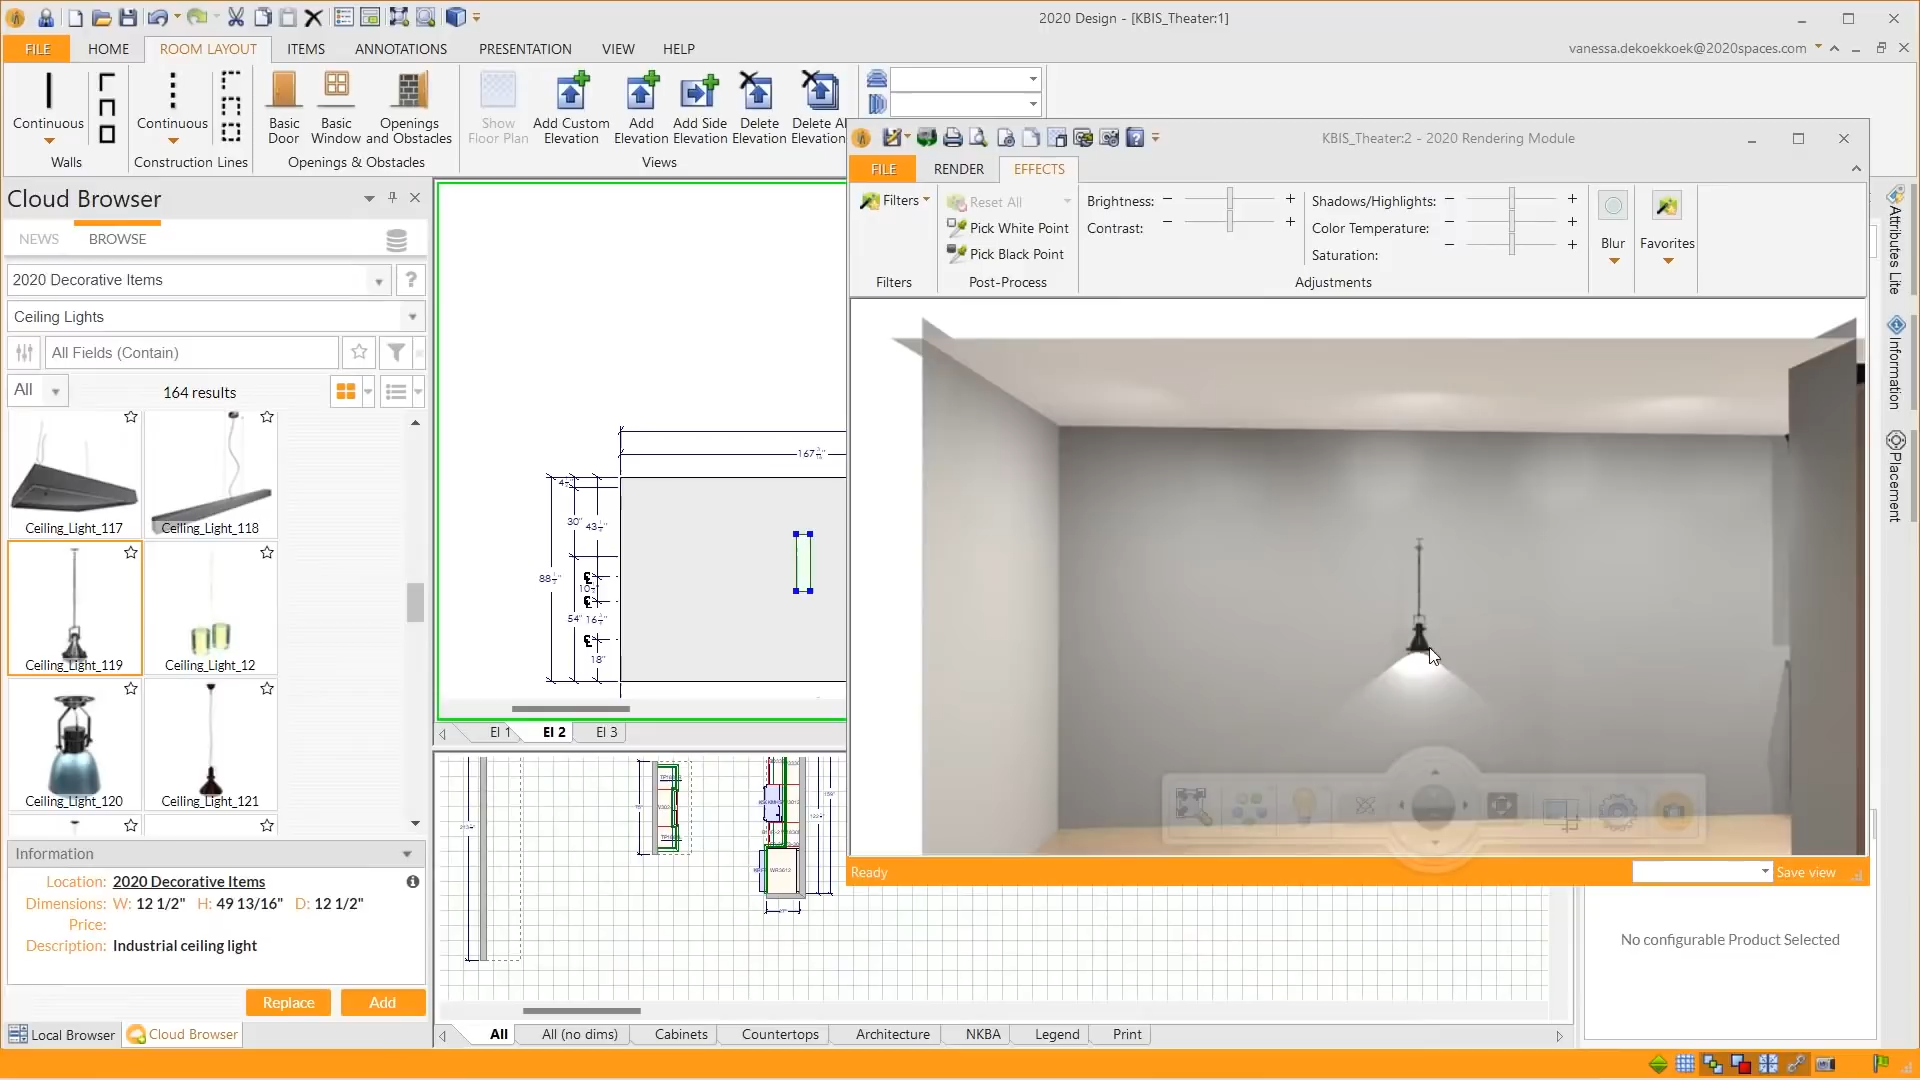 2020 Design - [KBIS_Theater:1]
FILE
HOME
ROOM LAYOUT
ITEMS
ANNOTATIONS
PRESENTATION
VIEW
HELP
vanessa.dekoekkoek@2020spaces.com
Continuous
Continuous
Basic
Door
Basic
Window
Openings
and Obstacles
Show
Floor Plan
Add Custom
Elevation
Add
Elevation
Add Side
Elevation
Delete
Elevation
Delete A
Elevation
Walls
Construction Lines
Openings & Obstacles
Views
KBIS_Theater:2 - 2020 Rendering Module
FILE
RENDER
EFFECTS
Filters
Reset All
Pick White Point
Pick Black Point
Brightness:
Contrast:
Shadows/Highlights:
Color Temperature:
Saturation:
Blur
Favorites
Filters
Post-Process
Adjustments
Cloud Browser
NEWS
BROWSE
2020 Decorative Items
?
Ceiling Lights
All Fields (Contain)
All
164 results
Ceiling_Light_117
Ceiling_Light_118
Ceiling_Light_119
Ceiling_Light_12
Ceiling_Light_120
Ceiling_Light_121
Information
Location: 2020 Decorative Items
Dimensions: W: 12 1/2" H: 49 13/16" D: 12 1/2"
Price:
Description: Industrial ceiling light
Replace
Add
Local Browser
Cloud Browser
30"
54"
18"
El 1
El 2
El 3
Ready
Save view
No configurable Product Selected
All
All (no dims)
Cabinets
Countertops
Architecture
NKBA
Legend
Print
Attributes Lite
Information
Placement